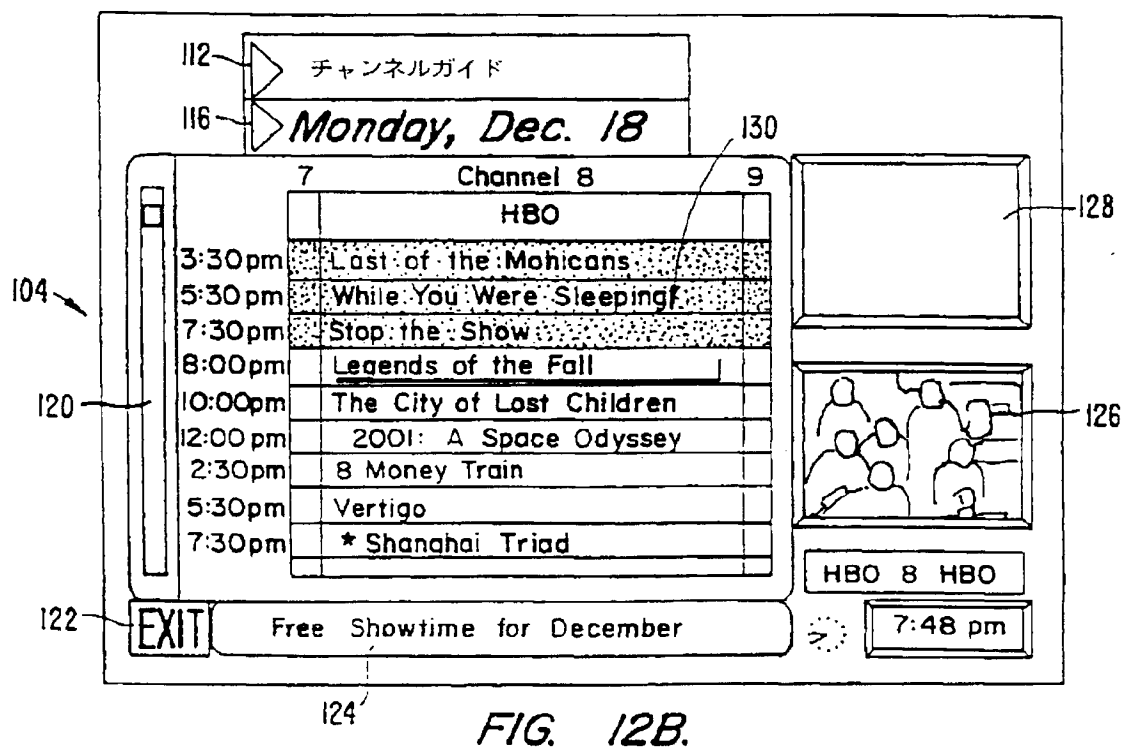 112
チャンネルガイド
116
Monday, Dec. 18
130
7 Channel 8 9
HBO
128
3:30pm Last of the Mohicans
104
5:30pm While You Were Sleeping
7:30pm Stop the Show
8:00pm Legends of the Fall
120
10:00pm The City of Lost Children
126
12:00 pm 2001: A Space Odyssey
2:30pm 8 Money Train
5:30pm Vertigo
7:30pm * Shanghai Triad
HBO 8 HBO
122
EXIT
Free Showtime for December
7:48 pm
124
FIG. 12B.